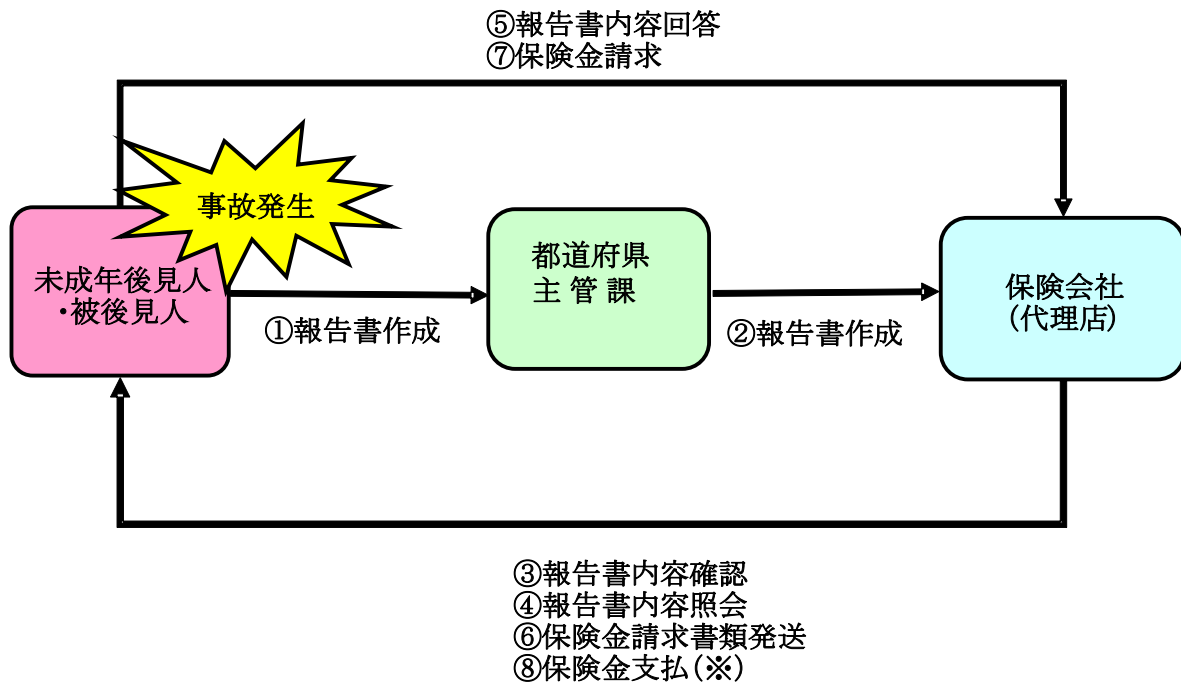 ⑤報告書内容回答
⑦保険金請求
事故発生
未成年後見人
・被後見人
都道府県
主 管 課
保険会社
(代理店)
①報告書作成
②報告書作成
③報告書内容確認
④報告書内容照会
⑥保険金請求書類発送
⑧保険金支払(※)